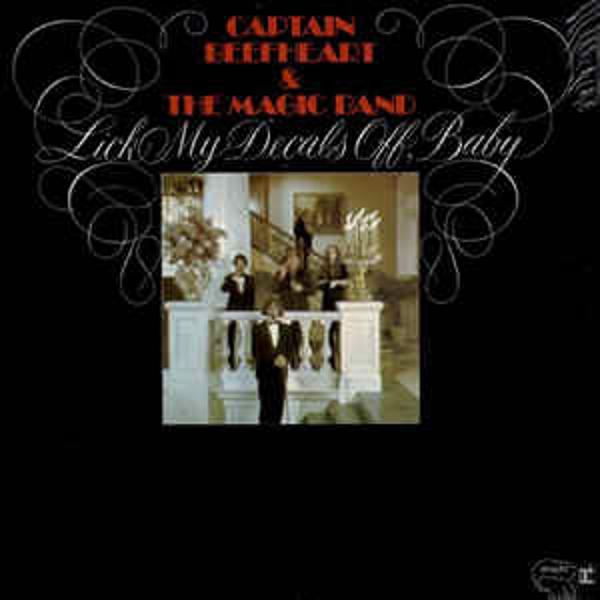 CAPTAIN
BEEFHEART
&
THE MAGIC BAND
Lick My Decals Off, Baby